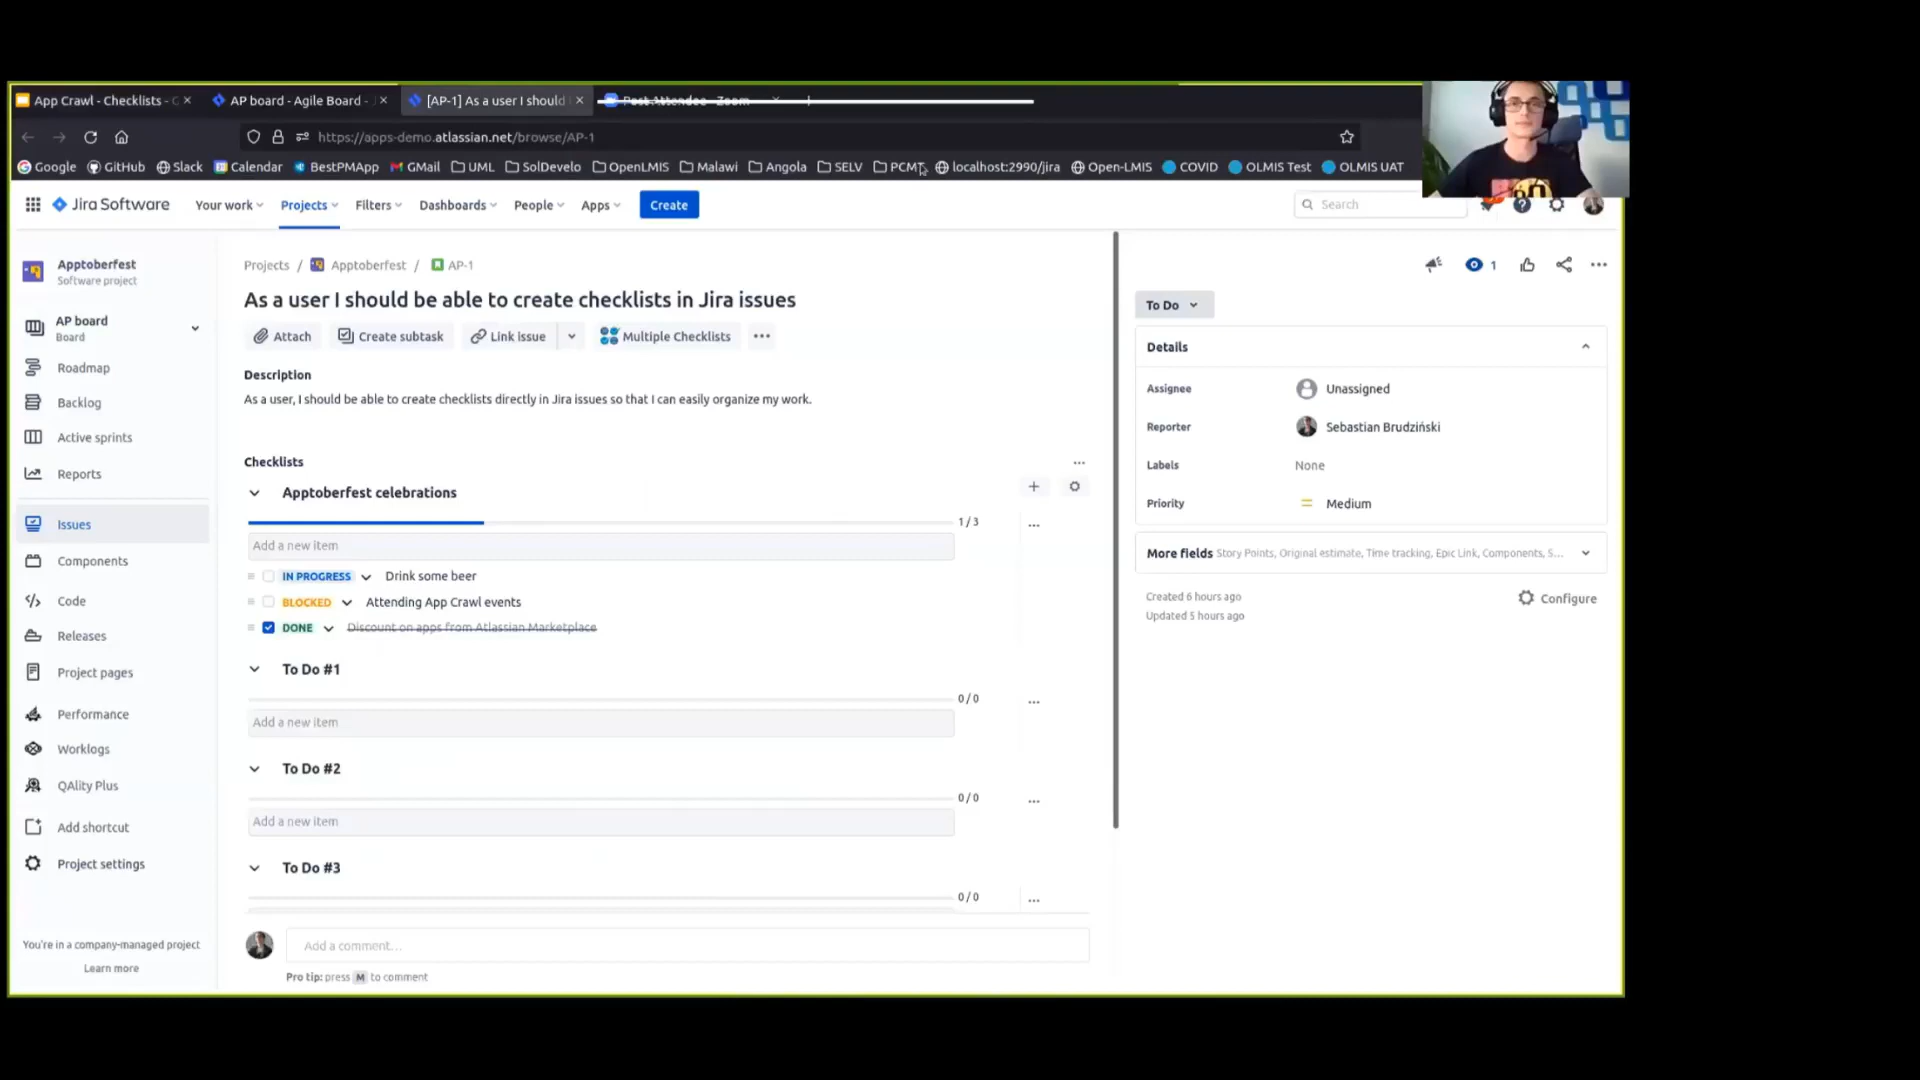 App Crawl - Checklists - G
AP board - Agile Board - J
[AP-1] As a user I should
Post Attendee - Zoom
https://apps-demo.atlassian.net/browse/AP-1
Google GitHub Slack Calendar BestPMApp GMail UML SolDevelo OpenLMIS Malawi Angola SELV PCMT localhost:2990/jira Open-LMIS COVID OLMIS Test OLMIS UAT
Jira Software Your work Projects Filters Dashboards People Apps Create Search
Apptoberfest
Software project
AP board
Board
Roadmap
Backlog
Active sprints
Reports
Issues
Components
Code
Releases
Project pages
Performance
Worklogs
QAlity Plus
Add shortcut
Project settings
You're in a company-managed project
Learn more
Projects / Apptoberfest / AP-1
As a user I should be able to create checklists in Jira issues
Attach Create subtask Link issue Multiple Checklists
Description
As a user, I should be able to create checklists directly in Jira issues so that I can easily organize my work.
Checklists
Apptoberfest celebrations
1/3
Add a new item
IN PROGRESS Drink some beer
BLOCKED Attending App Crawl events
DONE Discount on apps from Atlassian Marketplace
To Do #1
0/0
Add a new item
To Do #2
0/0
Add a new item
To Do #3
0/0
Add a comment...
Pro tip: press M to comment
1
To Do
Details
Assignee Unassigned
Reporter Sebastian Brudziński
Labels None
Priority Medium
More fields Story Points, Original estimate, Time tracking, Epic Link, Components, S...
Created 6 hours ago
Updated 5 hours ago
Configure